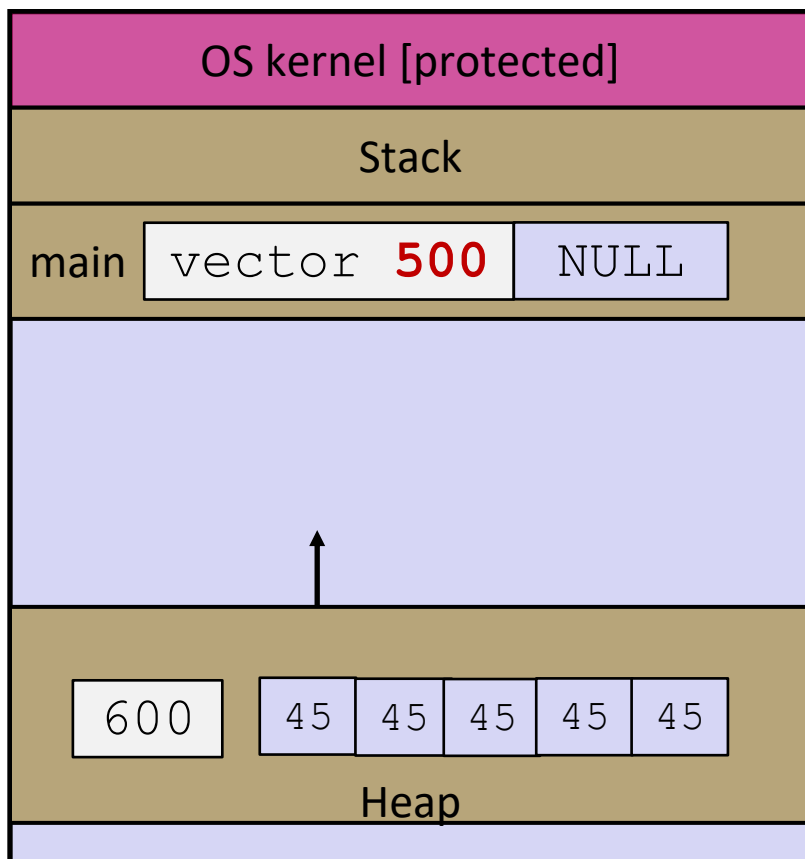 OS kernel [protected]
Stack
main vector 500 NULL
600 45 45 45 45 45
Heap